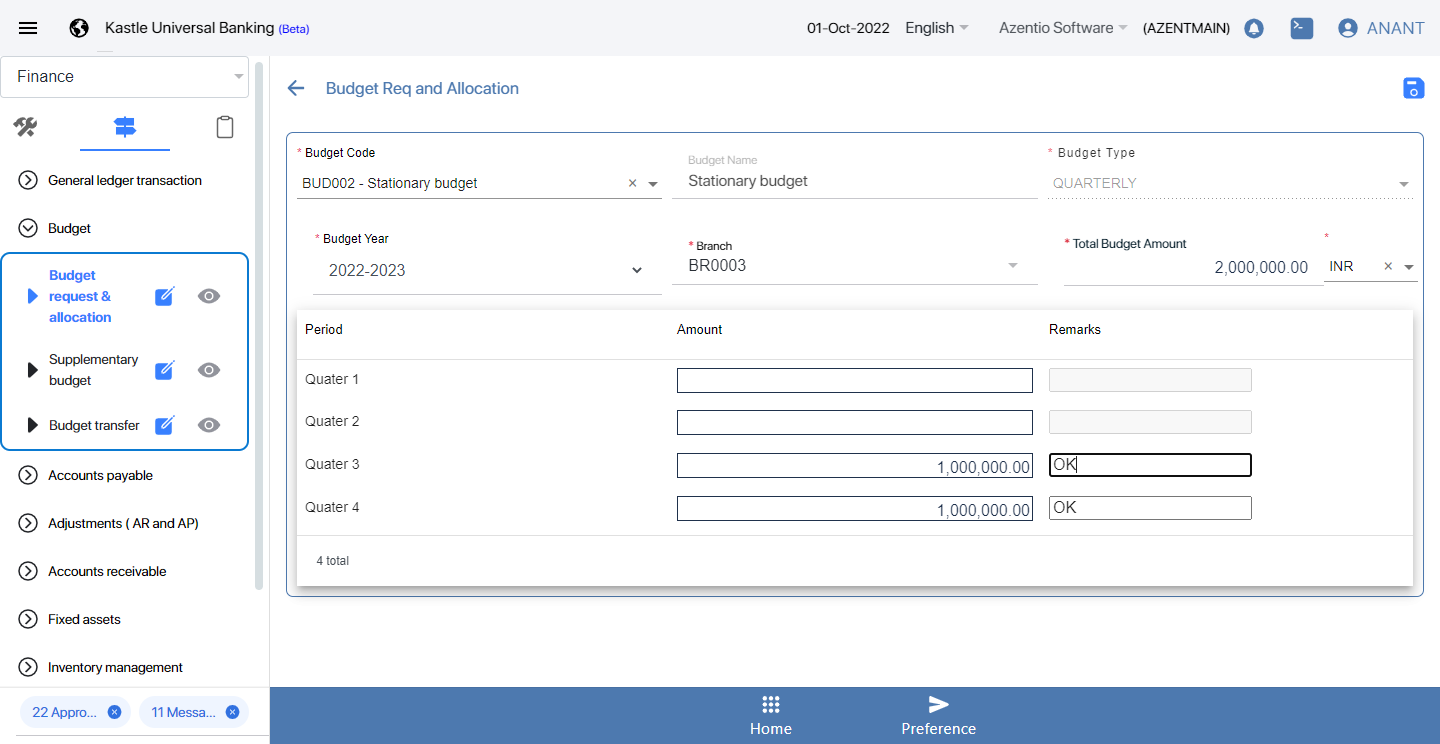 Kastle Universal Banking (Beta)
01-Oct-2022
English
Azentio Software
(AZENTMAIN)
ANANT
Finance
General ledger transaction
Budget
Budget
request &
allocation
Supplementary
budget
Budget transfer
Accounts payable
Adjustments ( AR and AP)
Accounts receivable
Fixed assets
Inventory management
22 Appro...
11 Messa...
Budget Req and Allocation
* Budget Code
BUD002 - Stationary budget
Budget Name
Stationary budget
* Budget Type
QUARTERLY
* Budget Year
2022-2023
* Branch
BR0003
* Total Budget Amount
2,000,000.00
*
INR
Period Amount Remarks
Quater 1
Quater 2
Quater 3 1,000,000.00 OK
Quater 4 1,000,000.00 OK
4 total
Home
Preference